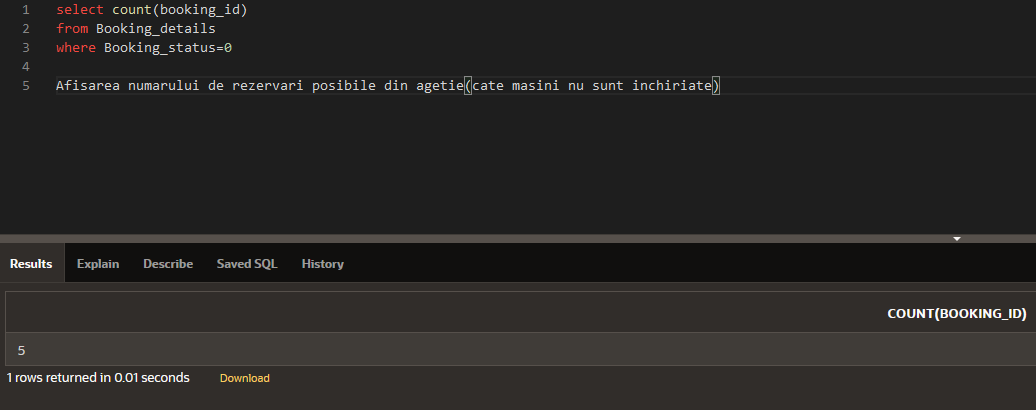 1 select count(booking_id)
2 from Booking_details
3 where Booking_status=0
4
5 Afisarea numarului de rezervari posibile din agetie(cate masini nu sunt inchiriate)
Results Explain Describe Saved SQL History
COUNT(BOOKING_ID)
5
1 rows returned in 0.01 seconds Download